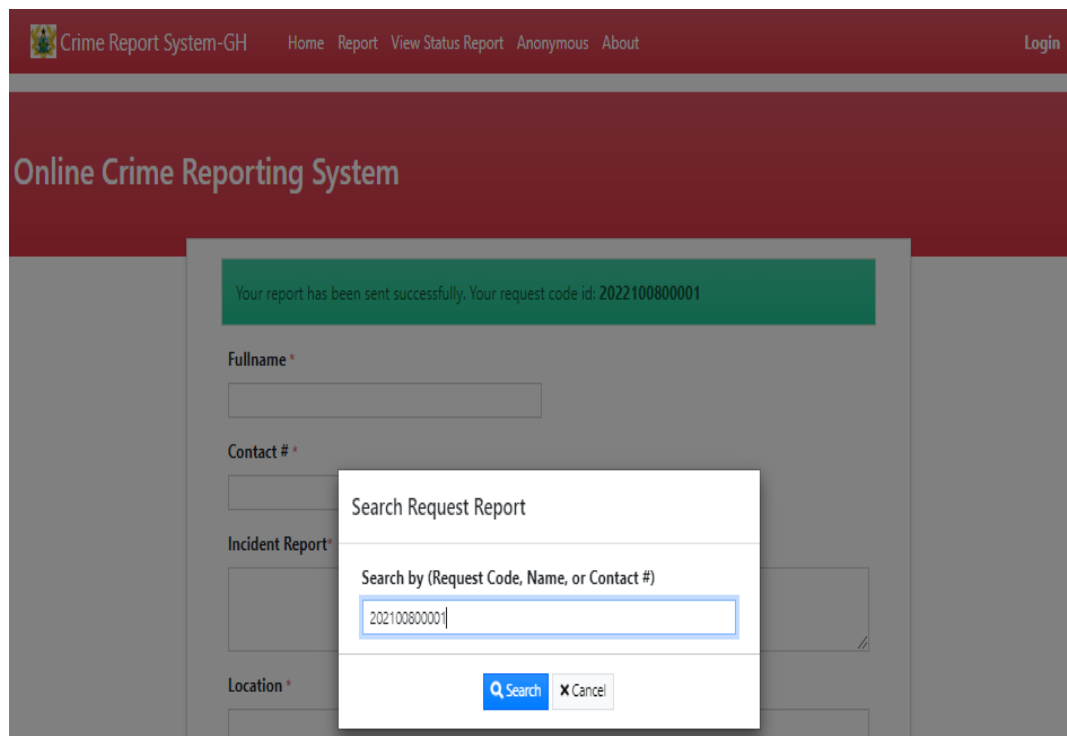 Crime Report System-GH Home Report View Status Report Anonymous About Login
Online Crime Reporting System
Your report has been sent successfully. Your request code id: 2022100800001
Fullname *
Contact # *
Search Request Report
Incident Report*
Search by (Request Code, Name, or Contact #)
202100800001
Location *
Search Cancel